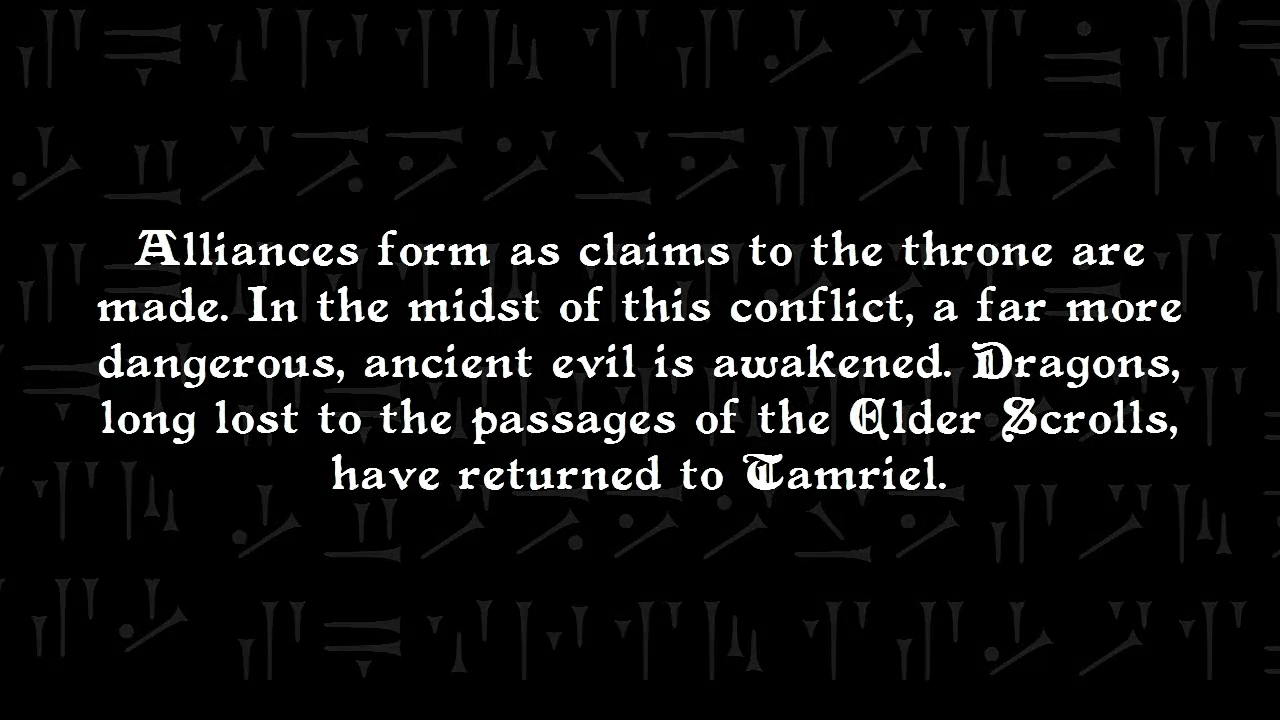 Alliances form as claims to the throne are
made. In the midst of this conflict, a far more
dangerous, ancient evil is awakened. Dragons,
long lost to the passages of the Elder Scrolls,
have returned to Tamriel.